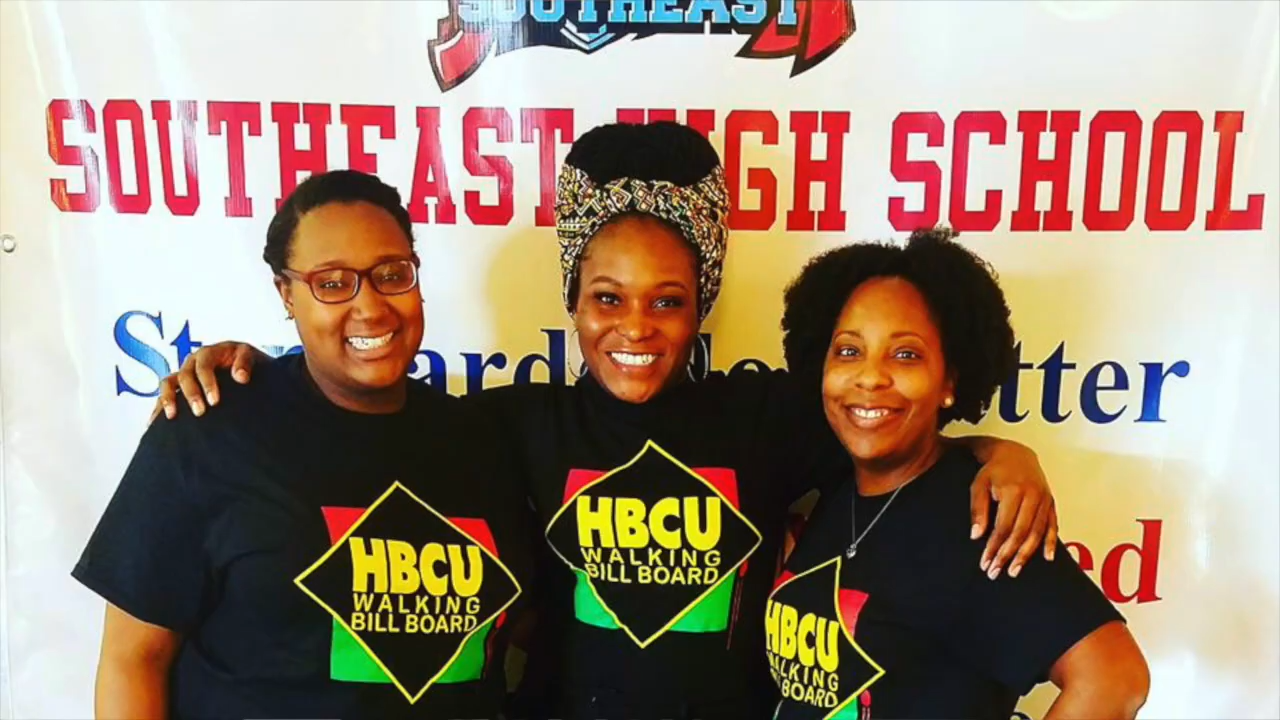 SOUTHEAST
SOUTHEAST HIGH SCHOOL
tter
ed
HBCU
WALKING
BILL BOARD
HBCU
WALKING
BILL BOARD
HBCU
WALKING
BOARD